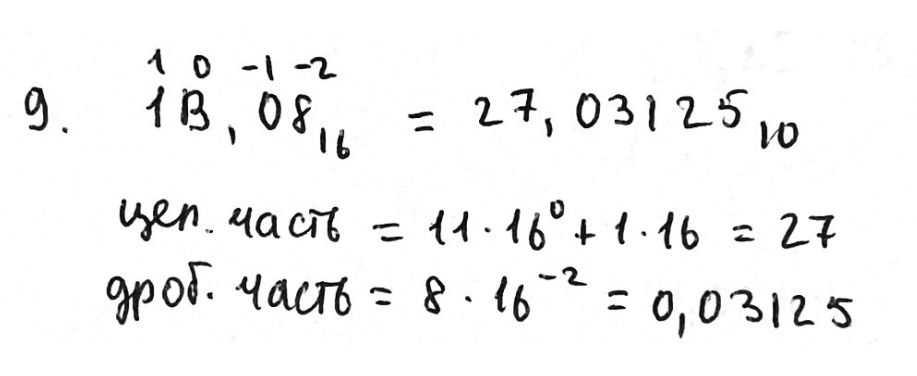 1 0 -1 -2
9. 1B,08₁₆ = 27,03125₁₀
цел. часть = 11·16⁰ + 1·16 = 27
дроб. часть = 8·16⁻² = 0,03125